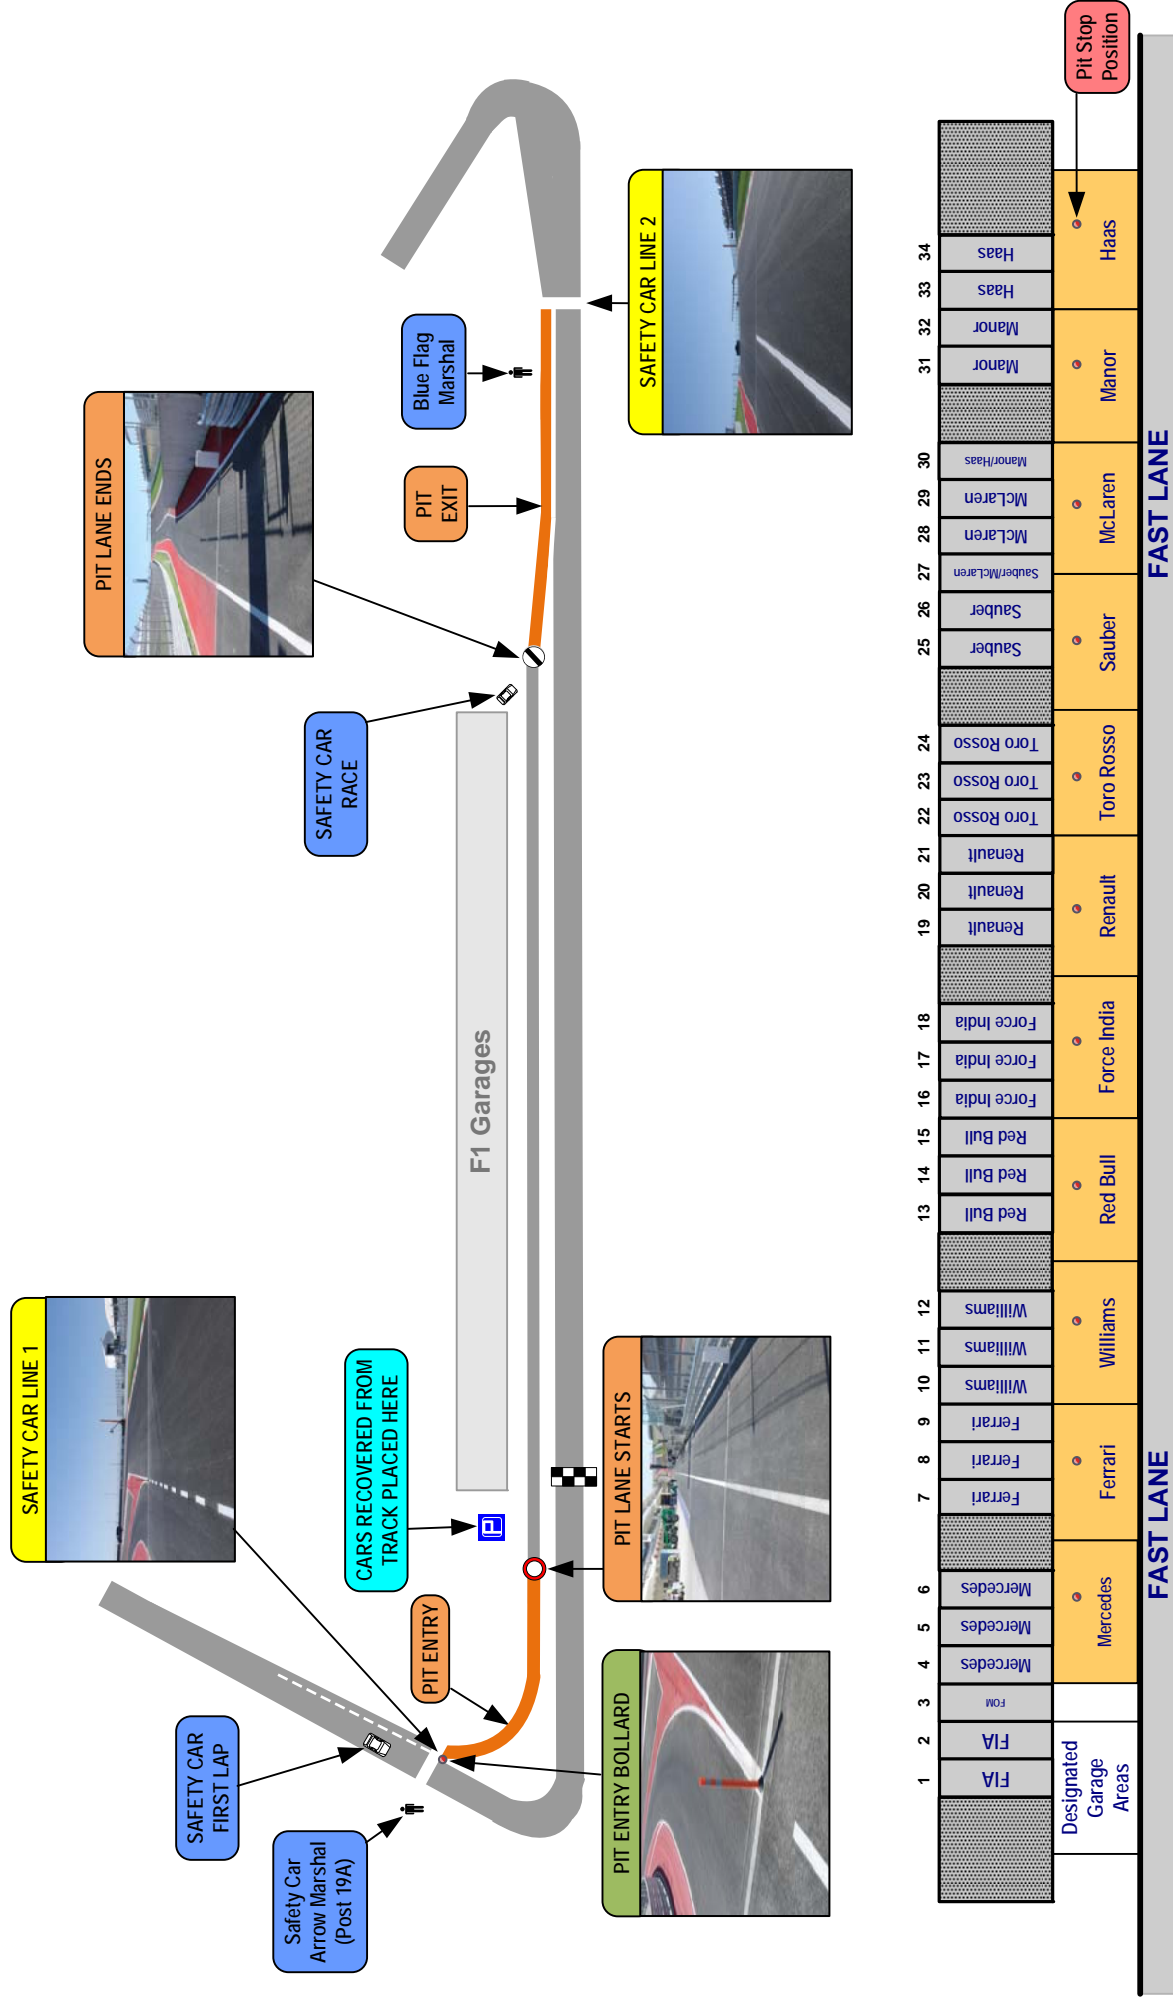 SAFETY CAR LINE 1
PIT LANE ENDS
SAFETY CAR
FIRST LAP
Safety Car
Arrow Marshal
(Post 19A)
SAFETY CAR
RACE
CARS RECOVERED FROM
TRACK PLACED HERE
PIT ENTRY
PIT
EXIT
Blue Flag
Marshal
F1 Garages
P
PIT ENTRY BOLLARD
PIT LANE STARTS
SAFETY CAR LINE 2
1
2
3
4
5
6
7
8
9
10
11
12
13
14
15
16
17
18
19
20
21
22
23
24
25
26
27
28
29
30
31
32
33
34
FIA
FIA
FOM
Mercedes
Mercedes
Mercedes
Ferrari
Ferrari
Ferrari
Williams
Williams
Williams
Red Bull
Red Bull
Red Bull
Force India
Force India
Force India
Renault
Renault
Renault
Toro Rosso
Toro Rosso
Toro Rosso
Sauber
Sauber
Sauber/McLaren
McLaren
McLaren
Manor/Haas
Manor
Manor
Haas
Haas
Designated
Garage
Areas
Mercedes
Ferrari
Williams
Red Bull
Force India
Renault
Toro Rosso
Sauber
McLaren
Manor
Haas
Pit Stop
Position
FAST LANE
FAST LANE